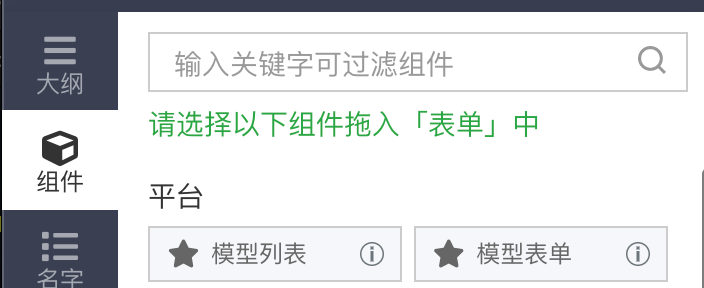 大纲
组件
名字
输入关键字可过滤组件
请选择以下组件拖入「表单」中
平台
模型列表
模型表单